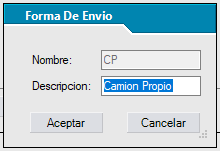 Forma De Envio
Nombre: CP
Descripcion: Camion Propio
Aceptar Cancelar